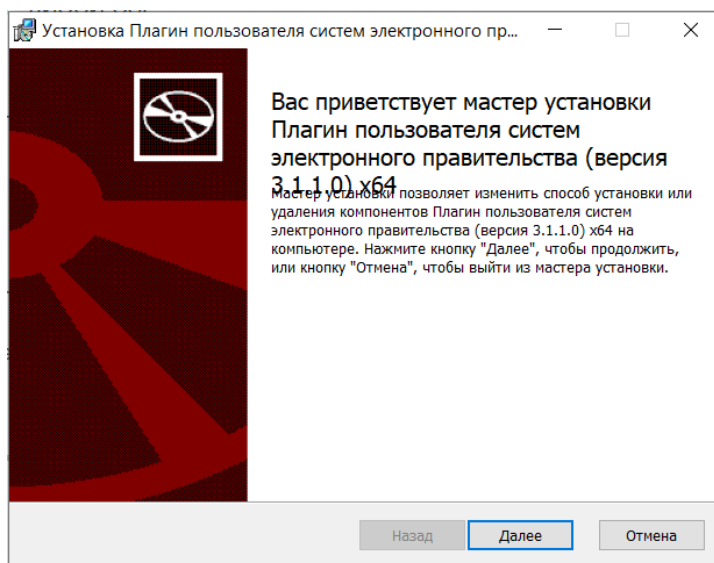 Установка Плагин пользователя систем электронного пр...
Вас приветствует мастер установки
Плагин пользователя систем
электронного правительства (версия
3.1.1.0) x64
Мастер установки позволяет изменить способ установки или
удаления компонентов Плагин пользователя систем
электронного правительства (версия 3.1.1.0) x64 на
компьютере. Нажмите кнопку "Далее", чтобы продолжить,
или кнопку "Отмена", чтобы выйти из мастера установки.
Назад Далее Отмена